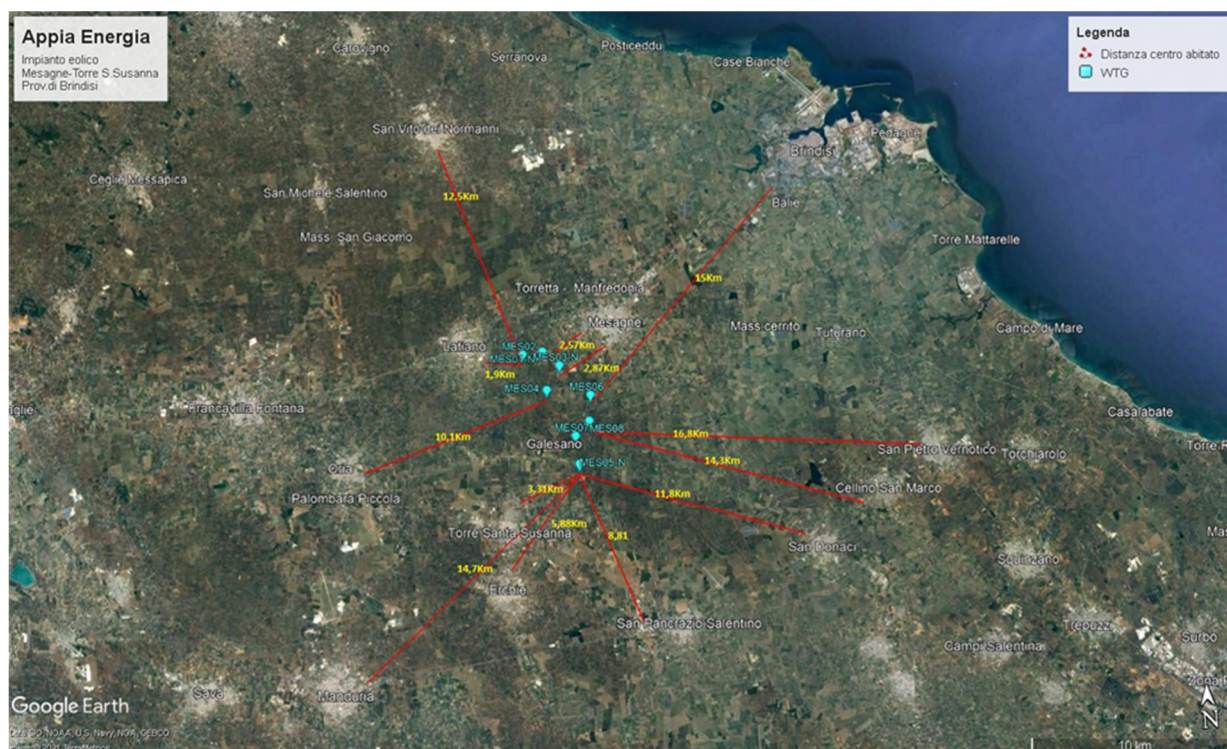 Appia Energia
Impianto eolico
Mesagne-Torre S.Susanna
Prov.di Brindisi
Legenda
Distanza centro abitato
WTG
Carovigno
Serranova
Posticeddu
Case Bianche
San Vito dei Normanni
Pedagne
Brindisi
Ceglie Messapica
San Michele Salentino
12,5Km
Balie
Mass. San Giacomo
Torre Mattarelle
15Km
Torretta - Manfredonia
Mesagne
Mass cerrito
Tuturano
Campo di Mare
Latiano
MES02
2,57Km
MES03-N
1,9Km
2,87Km
MES04
MES06
Francavilla Fontana
Casalabate
MES07
MES08
10,1Km
16,8Km
Galesano
San Pietro Vernotico
Torchiarolo
14,3Km
MES05-N
Oria
Cellino San Marco
3,31Km
11,8Km
Palombara Piccola
5,88Km
Torre Santa Susanna
8,81
San Donaci
Squinzano
14,7Km
Erchie
San Pancrazio Salentino
Trepuzzi
Surbo
Campi Salentina
Sava
Manduria
Google Earth
N
10 km